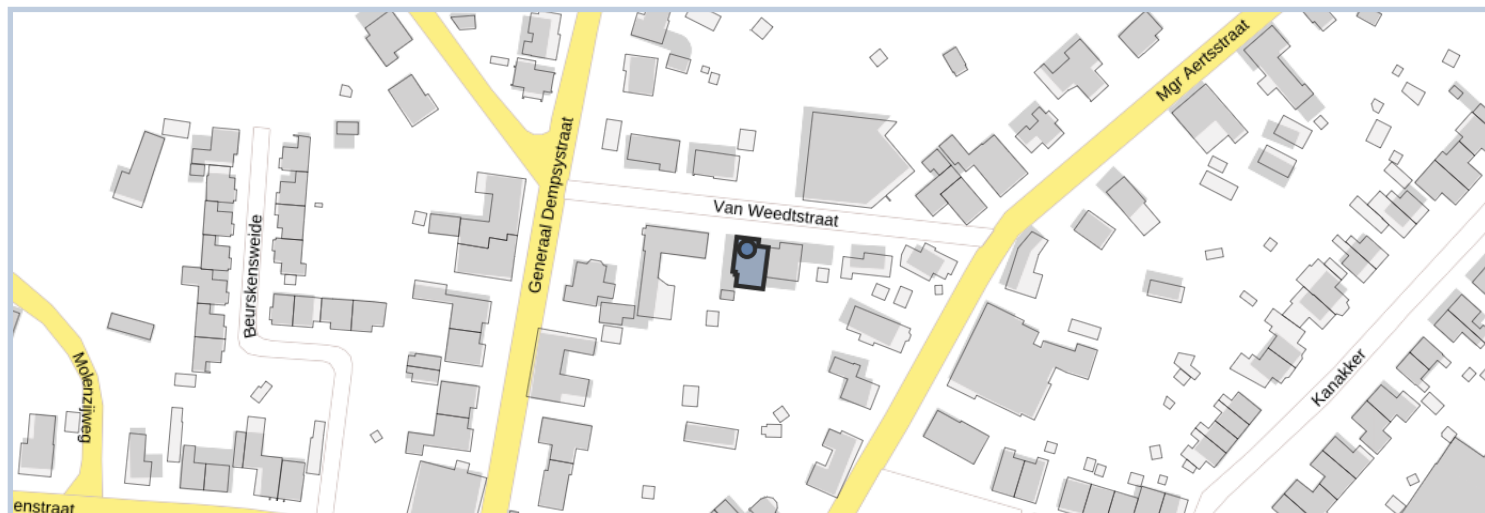 Mgr Aertsstraat
Generaal Dempsystraat
Van Weedtstraat
Beurskensweide
Molenzijweg
Kanakker
enstraat